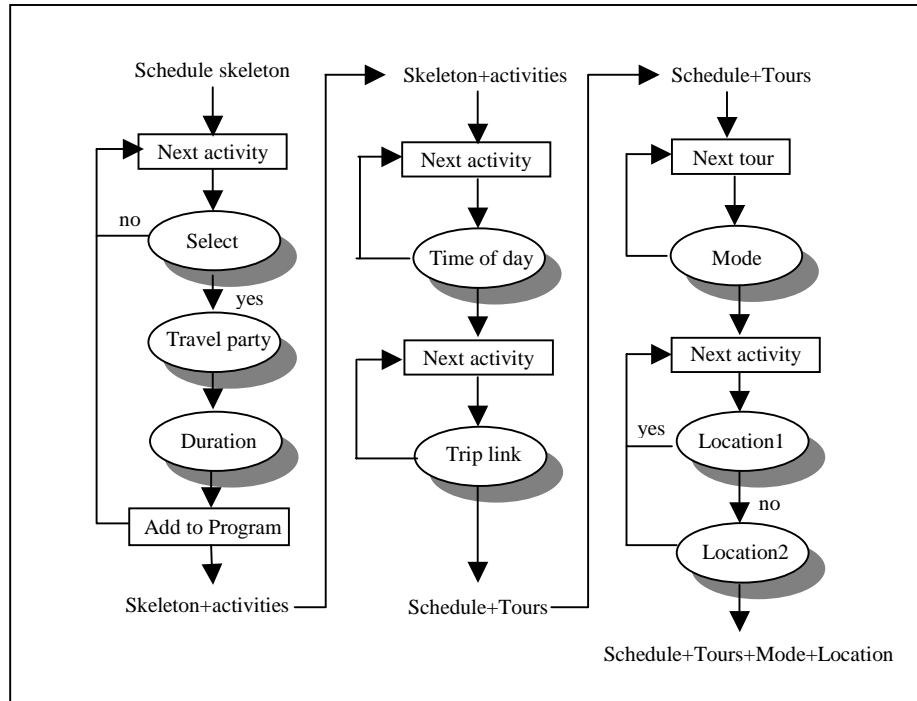 Schedule skeleton
Next activity
no
Select
yes
Travel party
Duration
Add to Program
Skeleton+activities
Skeleton+activities
Next activity
Time of day
Next activity
Trip link
Schedule+Tours
Schedule+Tours
Next tour
Mode
Next activity
yes
Location1
no
Location2
Schedule+Tours+Mode+Location